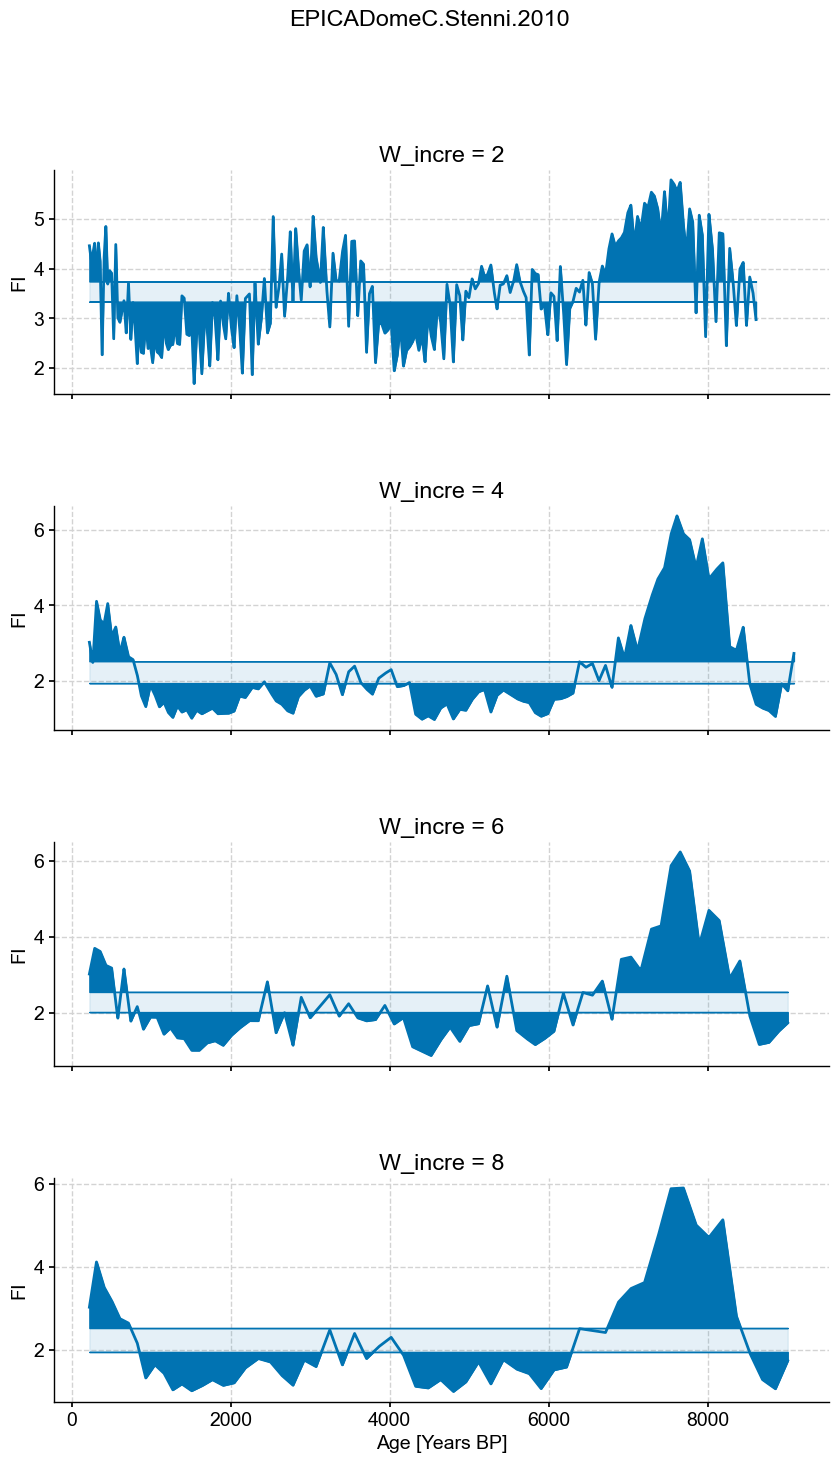 EPICADomeC.Stenni.2010
W_incre = 2
FI
5
4
3
2
W_incre = 4
FI
6
4
2
W_incre = 6
FI
6
4
2
W_incre = 8
FI
6
4
2
0 2000 4000 6000 8000
Age [Years BP]